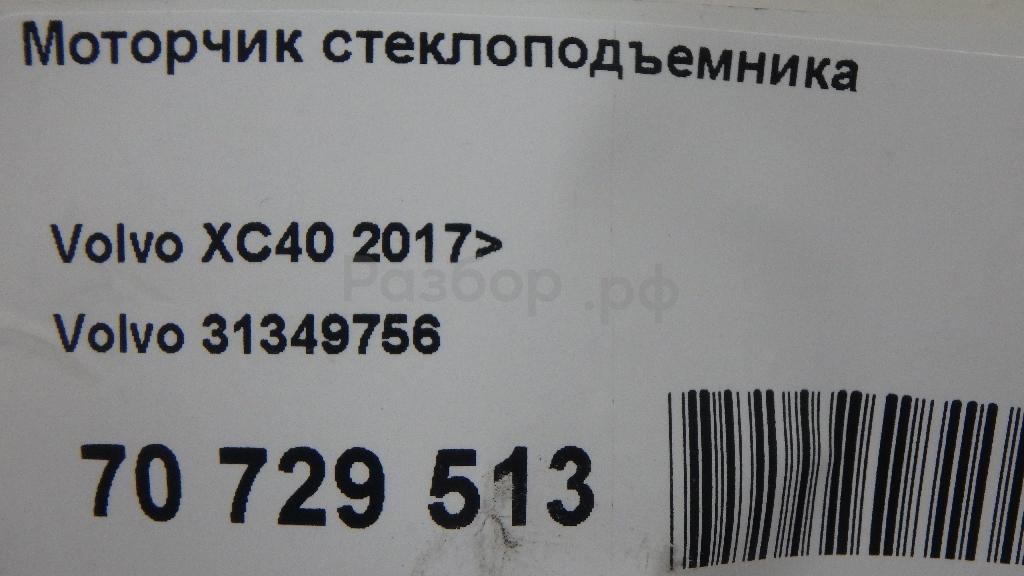 Моторчик стеклоподъемника
Volvo XC40 2017>
Разбор.рф
Volvo 31349756
70 729 513